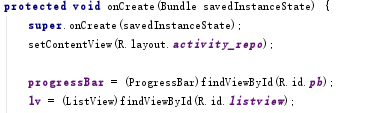 protected void onCreate(Bundle savedInstanceState) {
super.onCreate(savedInstanceState);
setContentView(R.layout.activity_repo);
progressBar = (ProgressBar)findViewById(R.id.pb);
lv = (ListView)findViewById(R.id.listview);